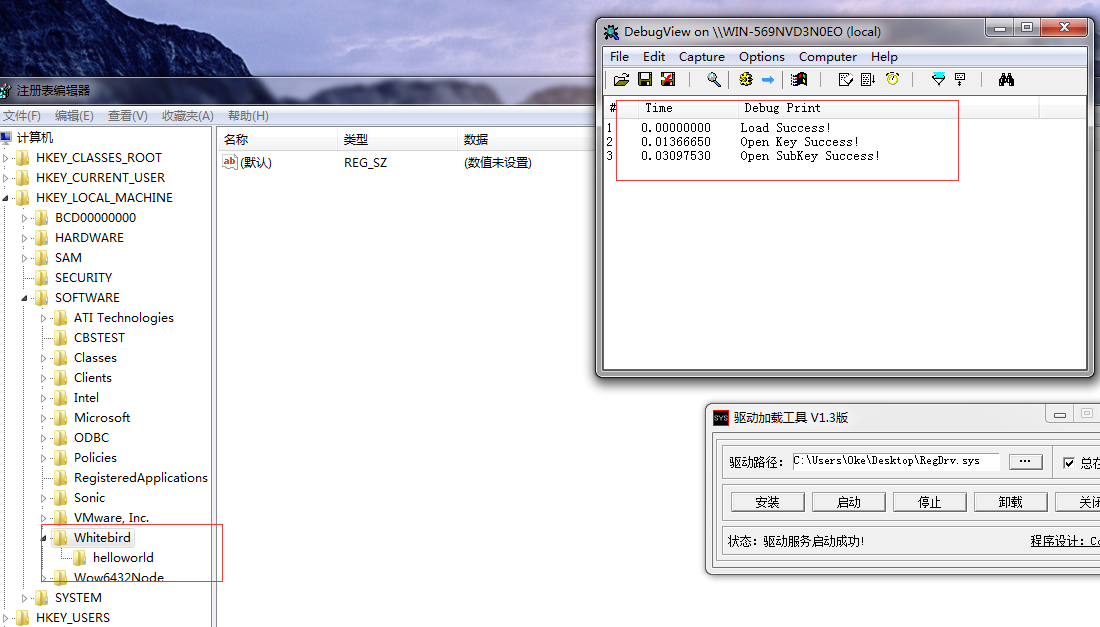 注册表编辑器
文件(F) 编辑(E) 查看(V) 收藏夹(A) 帮助(H)
计算机
HKEY_CLASSES_ROOT
HKEY_CURRENT_USER
HKEY_LOCAL_MACHINE
BCD00000000
HARDWARE
SAM
SECURITY
SOFTWARE
ATI Technologies
CBSTEST
Classes
Clients
Intel
Microsoft
ODBC
Policies
RegisteredApplications
Sonic
VMware, Inc.
Whitebird
helloworld
Wow6432Node
SYSTEM
HKEY_USERS
名称 类型 数据
ab (默认) REG_SZ (数值未设置)
DebugView on \\WIN-569NVD3N0EO (local)
File Edit Capture Options Computer Help
# Time Debug Print
1 0.00000000 Load Success!
2 0.01366650 Open Key Success!
3 0.03097530 Open SubKey Success!
SYS 驱动加载工具 V1.3版
驱动路径： C:\Users\Oke\Desktop\RegDrv.sys ... 总在
安装 启动 停止 卸载 关闭
状态：驱动服务启动成功! 程序设计：Co